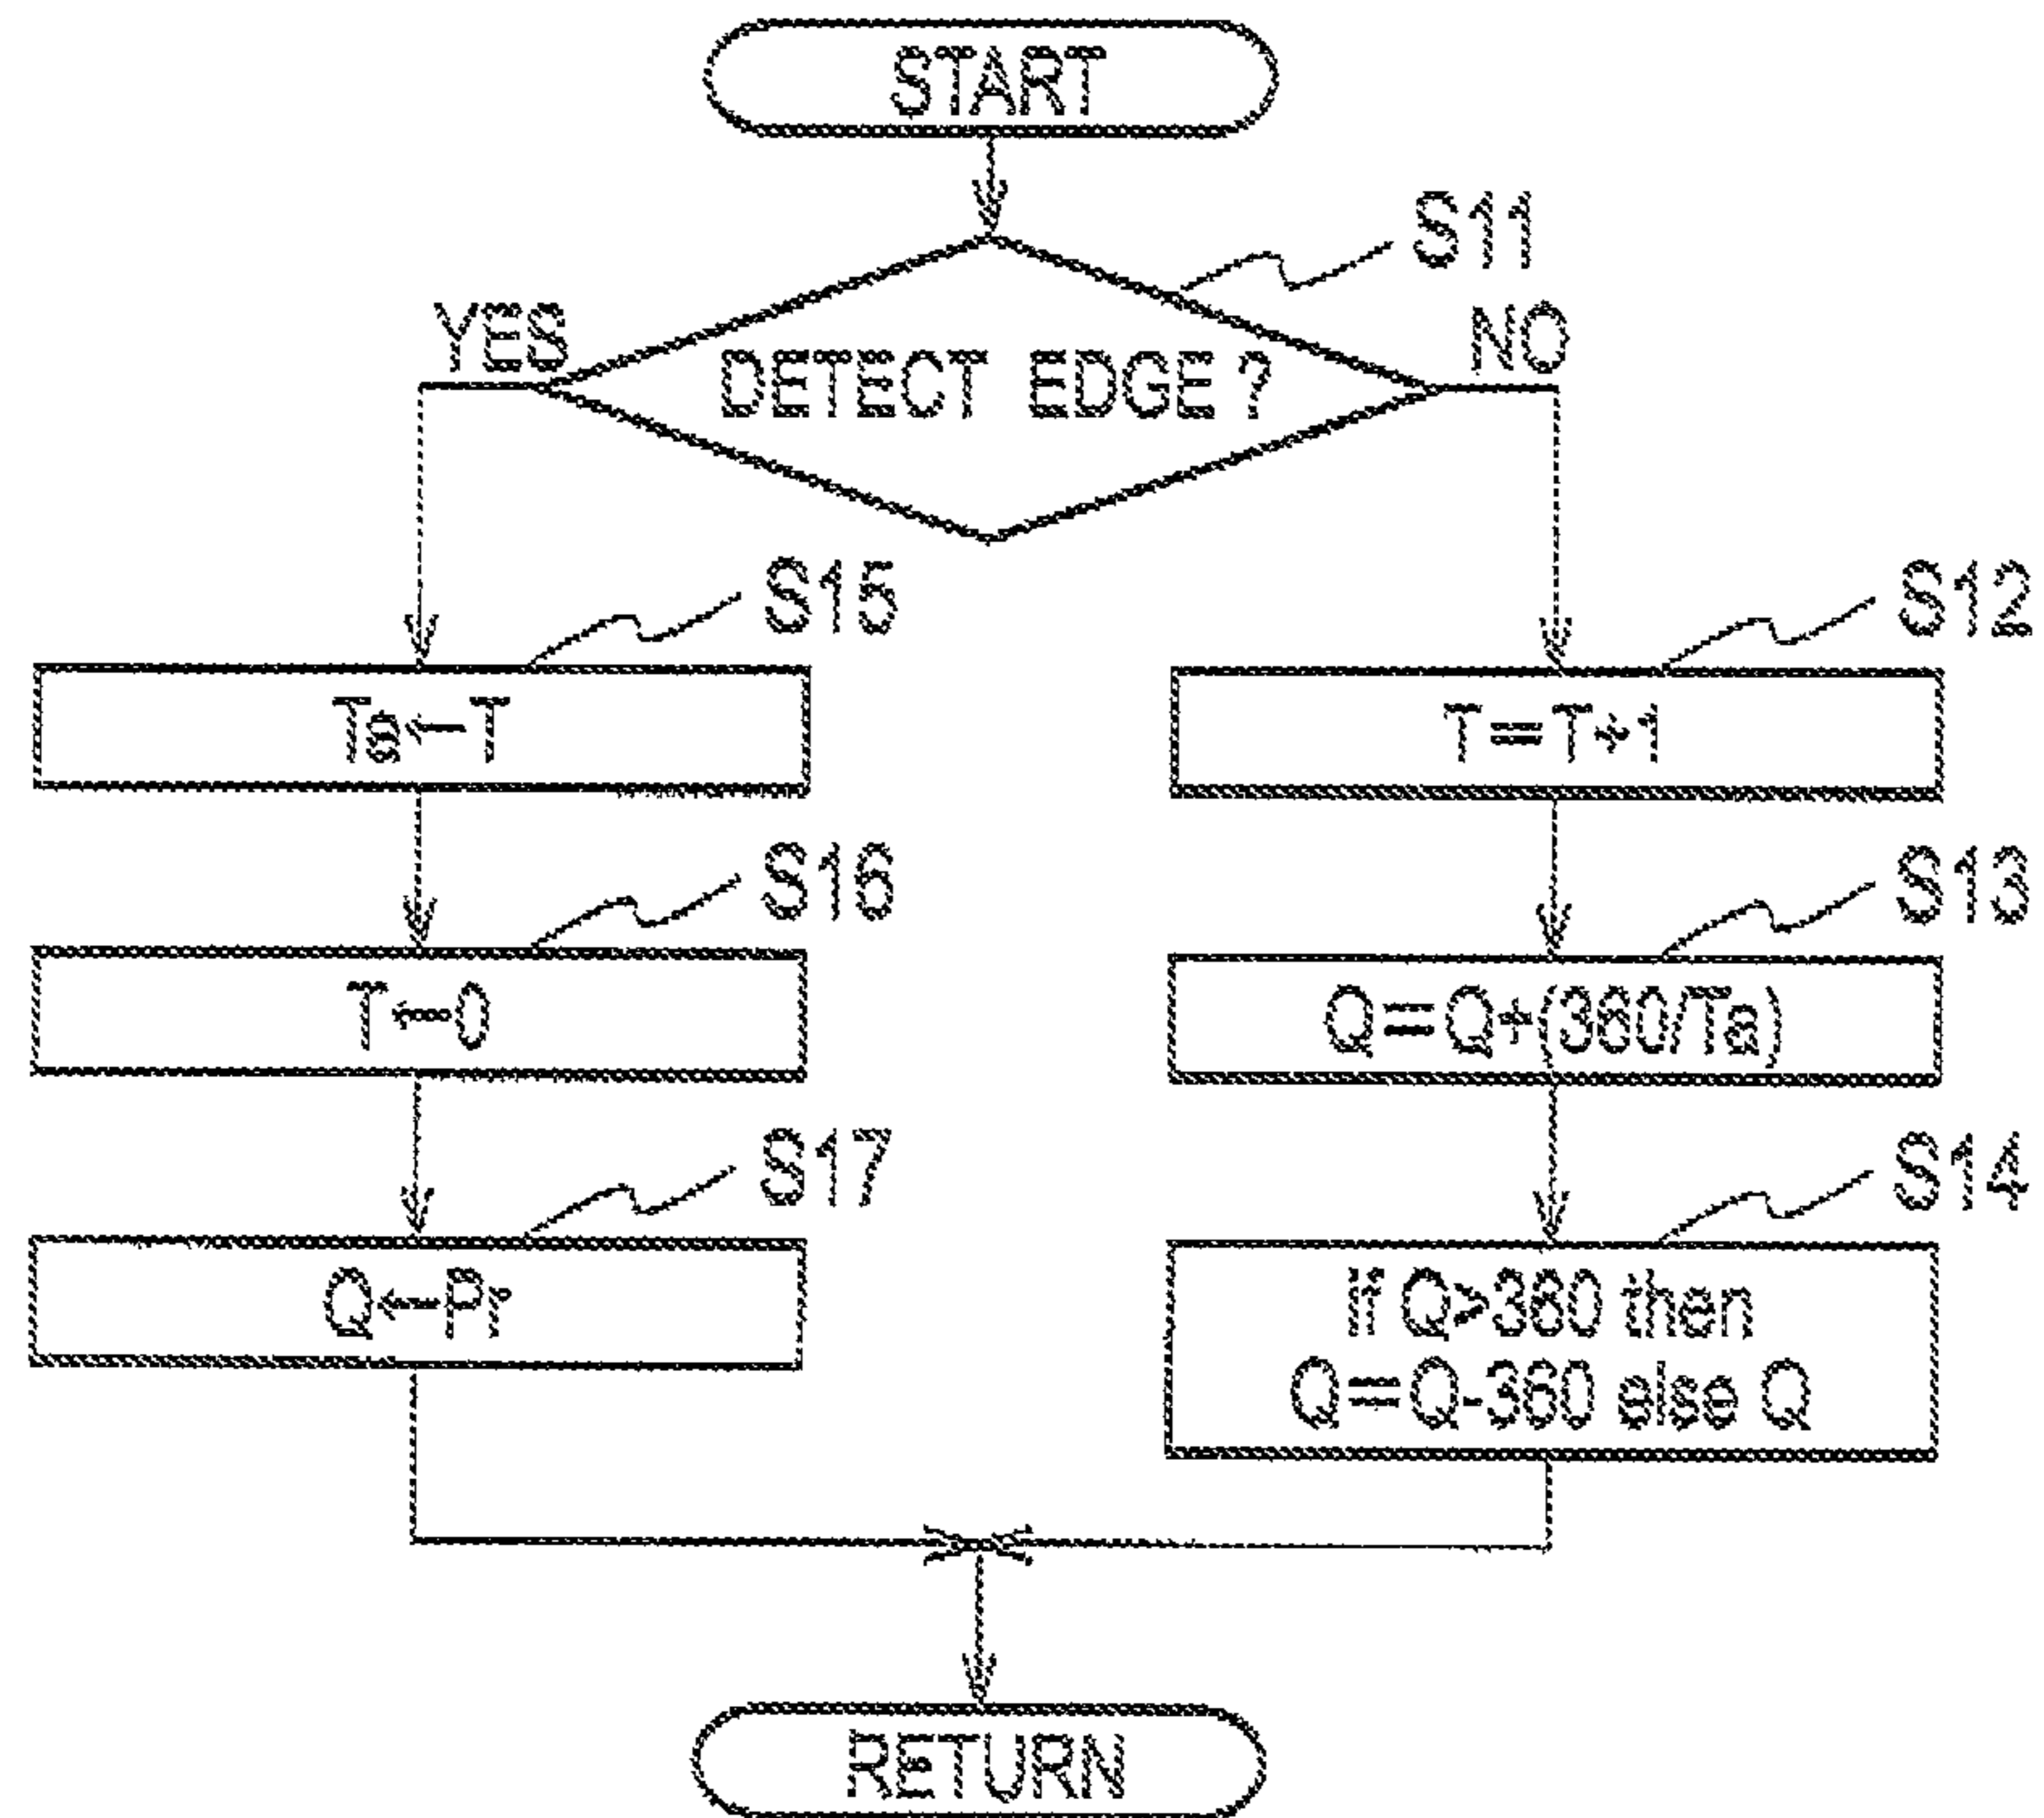 START
S11
YES
NO
DETECT EDGE ?
S15
S12
Ta←T
T=T+1
S16
S13
T←0
Q=Q+(360/Ta)
S17
S14
Q←Pr
If Q>360 then
Q=Q-360 else Q
RETURN